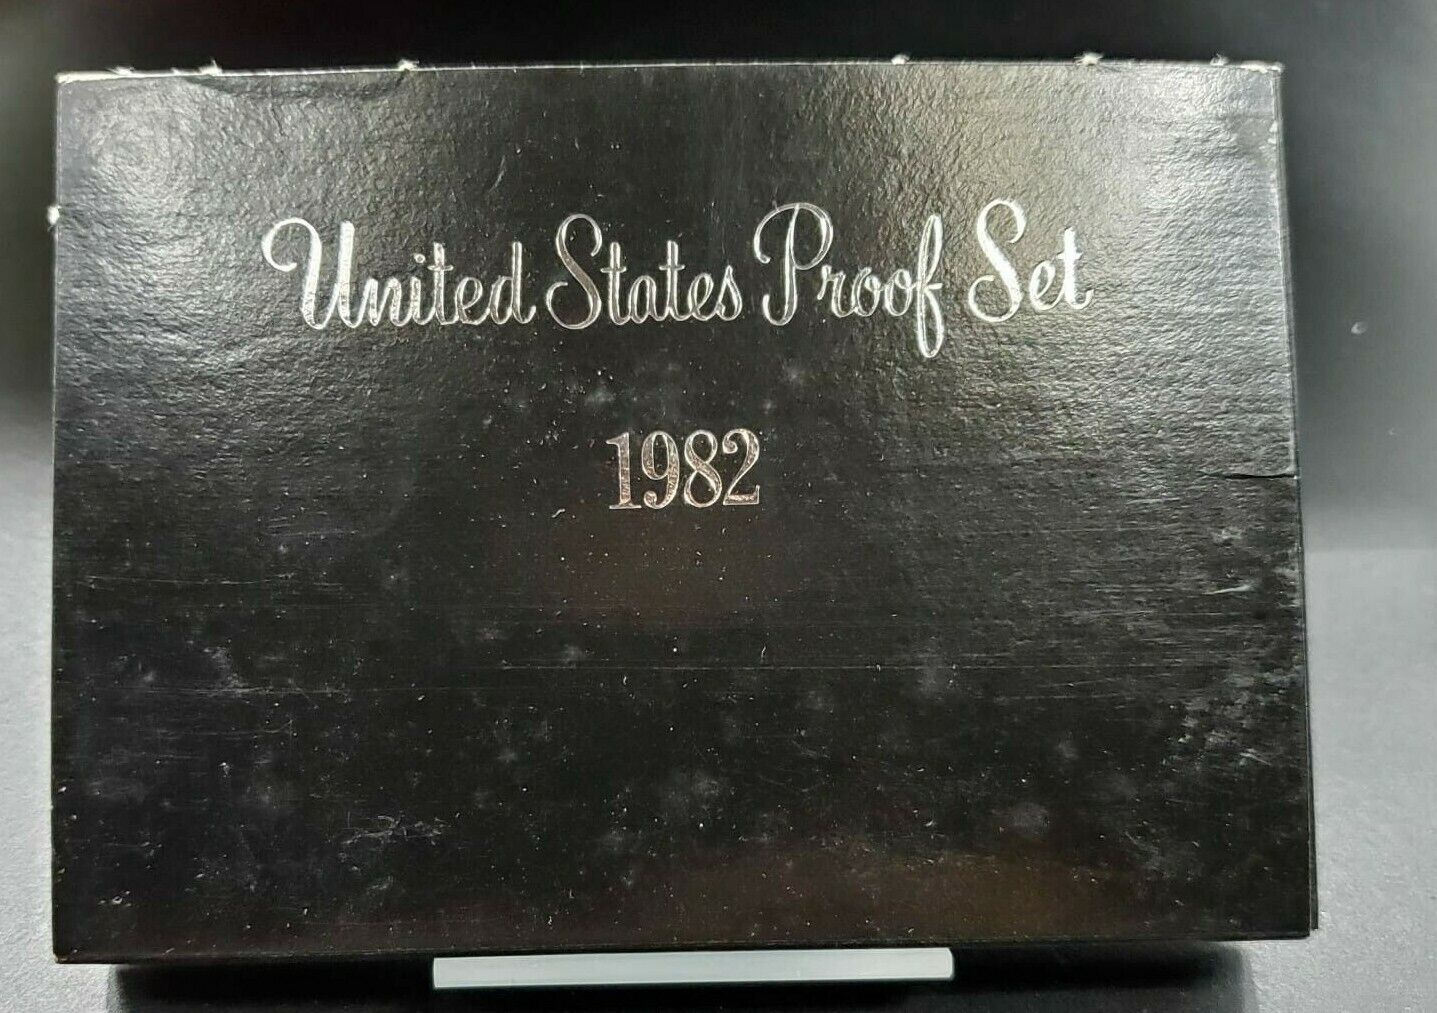 United States Proof Set
1982